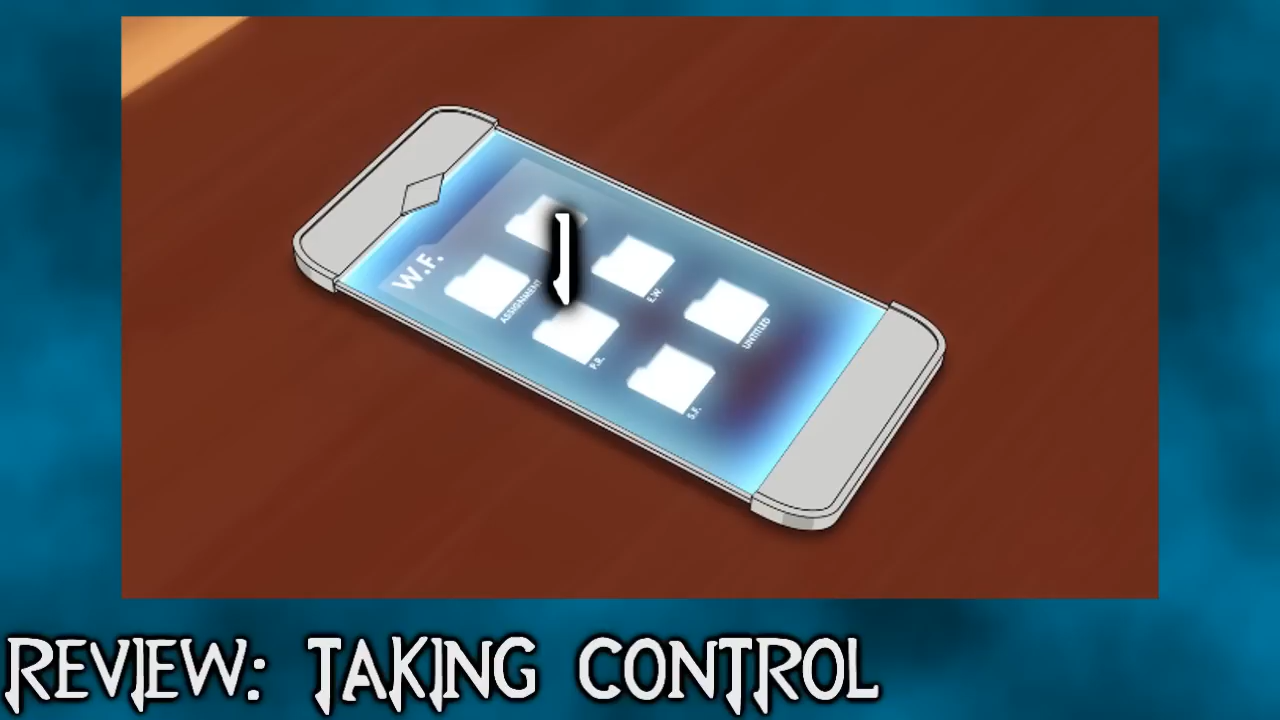 W.F.
ASSIGNMENT
E.W.
P.R.
UNTITLED
S.F.
REVIEW: TAKING CONTROL